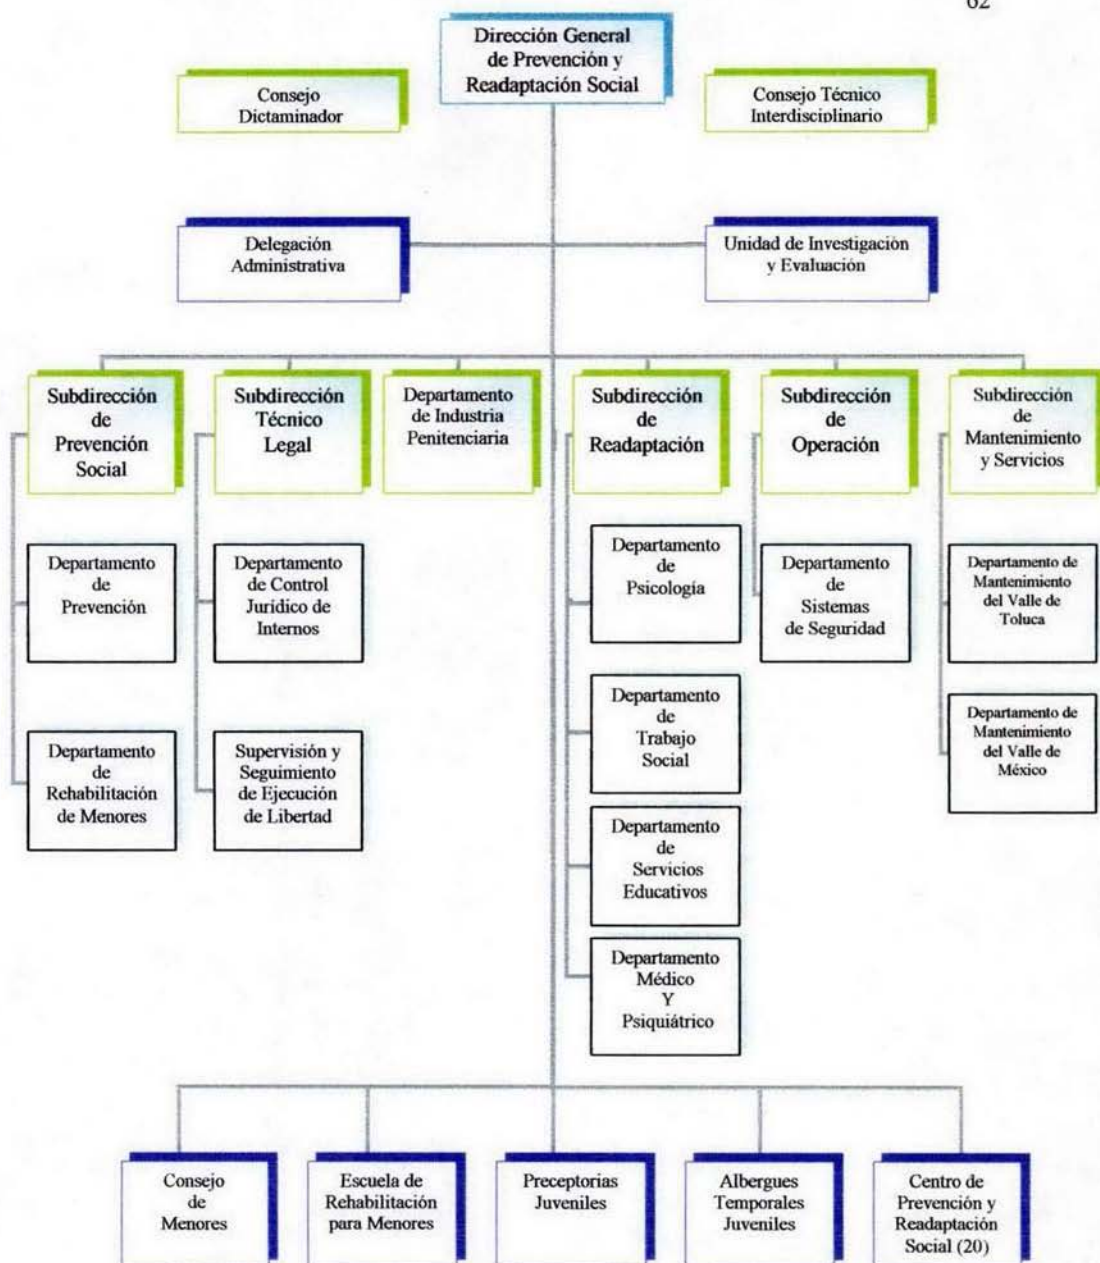 62
Dirección General
de Prevención y
Readaptación Social
Consejo
Dictaminador
Consejo Técnico
Interdisciplinario
Delegación
Administrativa
Unidad de Investigación
y Evaluación
Subdirección
de
Prevención
Social
Subdirección
Técnico
Legal
Departamento
de Industria
Penitenciaria
Subdirección
de
Readaptación
Subdirección
de
Operación
Subdirección
de
Mantenimiento
y Servicios
Departamento
de
Prevención
Departamento
de Control
Jurídico de
Internos
Departamento
de
Psicología
Departamento
de
Sistemas
de Seguridad
Departamento de
Mantenimiento
del Valle de
Toluca
Departamento
de
Rehabilitación
de Menores
Supervisión y
Seguimiento
de Ejecución
de Libertad
Departamento
de
Trabajo
Social
Departamento de
Mantenimiento
del Valle de
México
Departamento
de
Servicios
Educativos
Departamento
Médico
Y
Psiquiátrico
Consejo
de
Menores
Escuela de
Rehabilitación
para Menores
Preceptorias
Juveniles
Albergues
Temporales
Juveniles
Centro de
Prevención y
Readaptación
Social (20)